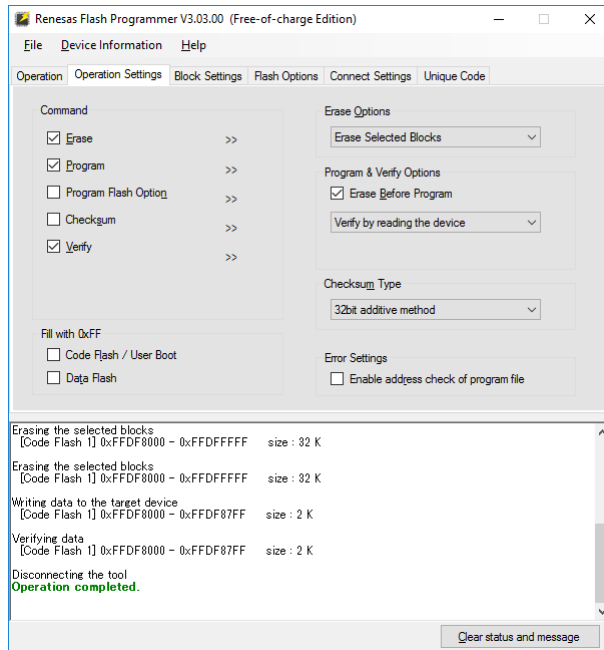 Renesas Flash Programmer V3.03.00 (Free-of-charge Edition)
File Device Information Help
Operation Operation Settings Block Settings Flash Options Connect Settings Unique Code
Command
Erase >>
Program >>
Program Flash Option >>
Checksum >>
Verify >>
Fill with 0xFF
Code Flash / User Boot
Data Flash
Erase Options
Erase Selected Blocks
Program & Verify Options
Erase Before Program
Verify by reading the device
Checksum Type
32bit additive method
Error Settings
Enable address check of program file
Erasing the selected blocks
[Code Flash 1] 0xFFDF8000 - 0xFFDFFFFF size : 32 K
Erasing the selected blocks
[Code Flash 1] 0xFFDF8000 - 0xFFDFFFFF size : 32 K
Writing data to the target device
[Code Flash 1] 0xFFDF8000 - 0xFFDF87FF size : 2 K
Verifying data
[Code Flash 1] 0xFFDF8000 - 0xFFDF87FF size : 2 K
Disconnecting the tool
Operation completed.
Clear status and message